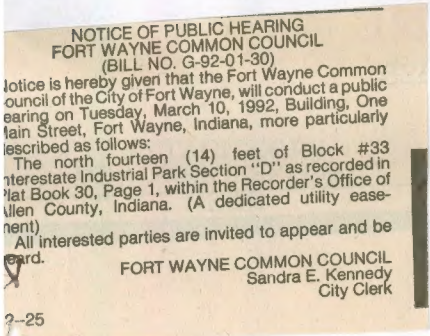 NOTICE OF PUBLIC HEARING
FORT WAYNE COMMON COUNCIL
(BILL NO. G-92-01-30)
otice is hereby given that the Fort Wayne Common
ouncil of the City of Fort Wayne, will conduct a public
earing on Tuesday, March 10, 1992, Building, One
ain Street, Fort Wayne, Indiana, more particularly
escribed as follows:
The north fourteen (14) feet of Block #33
nterestate Industrial Park Section "D" as recorded in
lat Book 30, Page 1, within the Recorder's Office of
llen County, Indiana. (A dedicated utility ease-
ent)
All interested parties are invited to appear and be
eard.
FORT WAYNE COMMON COUNCIL
Sandra E. Kennedy
City Clerk
2--25